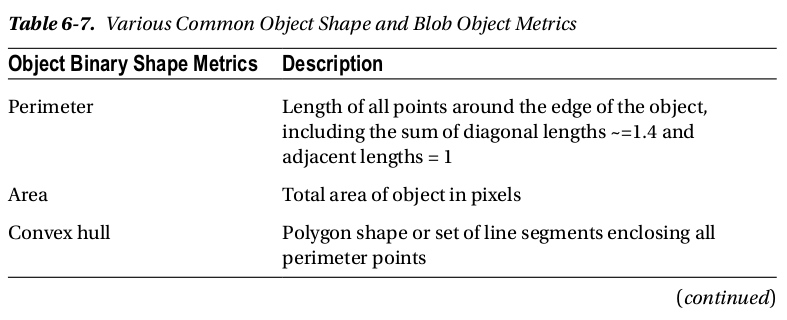 Table 6-7. Various Common Object Shape and Blob Object Metrics
Object Binary Shape Metrics Description
Perimeter Length of all points around the edge of the object,
including the sum of diagonal lengths ~=1.4 and
adjacent lengths = 1
Area Total area of object in pixels
Convex hull Polygon shape or set of line segments enclosing all
perimeter points
(continued)